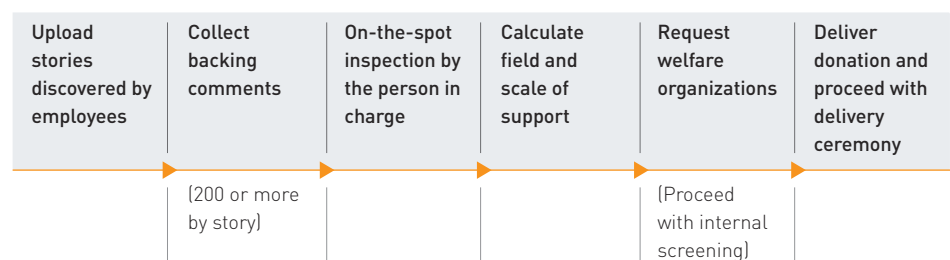 Upload
stories
discovered by
employees
Collect
backing
comments
On-the-spot
inspection by
the person in
charge
Calculate
field and
scale of
support
Request
welfare
organizations
Deliver
donation and
proceed with
delivery
ceremony
(200 or more
by story)
(Proceed
with internal
screening)